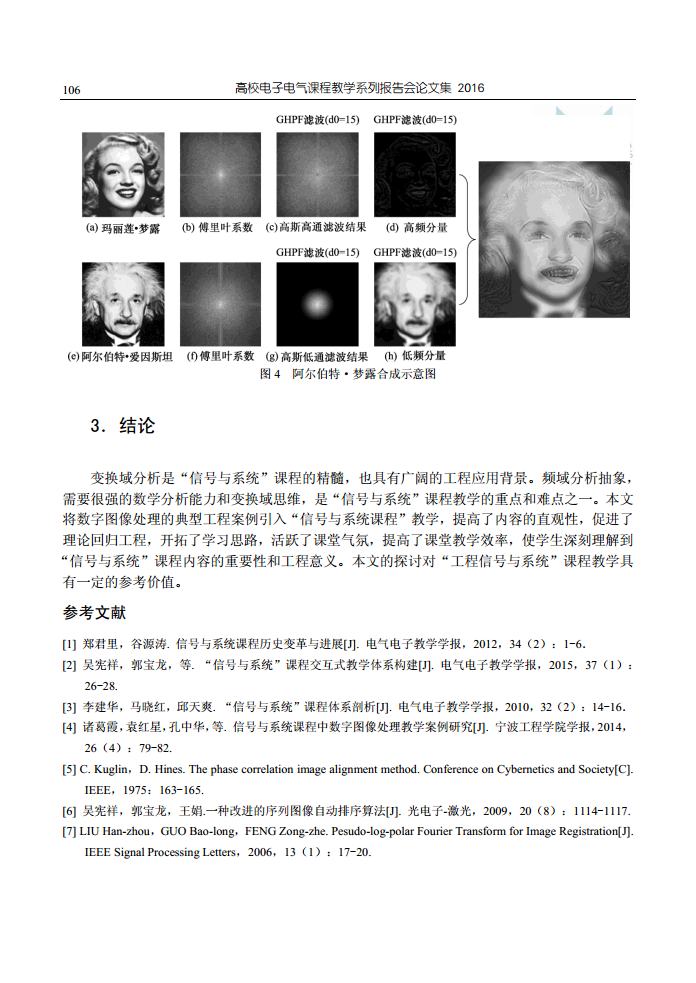 106
高校电子电气课程教学系列报告会论文集 2016
GHPF滤波(d0=15) GHPF滤波(d0=15)
(a) 玛丽莲•梦露 (b) 傅里叶系数 (c)高斯高通滤波结果 (d) 高频分量
GHPF滤波(d0=15) GHPF滤波(d0=15)
(e)阿尔伯特•爱因斯坦 (f)傅里叶系数 (g)高斯低通滤波结果 (h) 低频分量
图 4 阿尔伯特·梦露合成示意图
3. 结论
变换域分析是“信号与系统”课程的精髓，也具有广阔的工程应用背景。频域分析抽象，
需要很强的数学分析能力和变换域思维，是“信号与系统”课程教学的重点和难点之一。本文
将数字图像处理的典型工程案例引入“信号与系统课程”教学，提高了内容的直观性，促进了
理论回归工程，开拓了学习思路，活跃了课堂气氛，提高了课堂教学效率，使学生深刻理解到
“信号与系统”课程内容的重要性和工程意义。本文的探讨对“工程信号与系统”课程教学具
有一定的参考价值。
参考文献
[1] 郑君里，谷源涛. 信号与系统课程历史变革与进展[J]. 电气电子教学学报，2012，34（2）：1-6.
[2] 吴宪祥，郭宝龙，等. “信号与系统”课程交互式教学体系构建[J]. 电气电子教学学报，2015，37（1）：
26-28.
[3] 李建华，马晓红，邱天爽. “信号与系统”课程体系剖析[J]. 电气电子教学学报，2010，32（2）：14-16.
[4] 诸葛霞,袁红星,孔中华,等. 信号与系统课程中数字图像处理教学案例研究[J]. 宁波工程学院学报,2014，
26（4）：79-82.
[5] C. Kuglin，D. Hines. The phase correlation image alignment method. Conference on Cybernetics and Society[C].
IEEE，1975：163-165.
[6] 吴宪祥，郭宝龙，王娟.一种改进的序列图像自动排序算法[J]. 光电子-激光，2009，20（8）：1114-1117.
[7] LIU Han-zhou，GUO Bao-long，FENG Zong-zhe. Pesudo-log-polar Fourier Transform for Image Registration[J].
IEEE Signal Processing Letters，2006，13（1）：17-20.